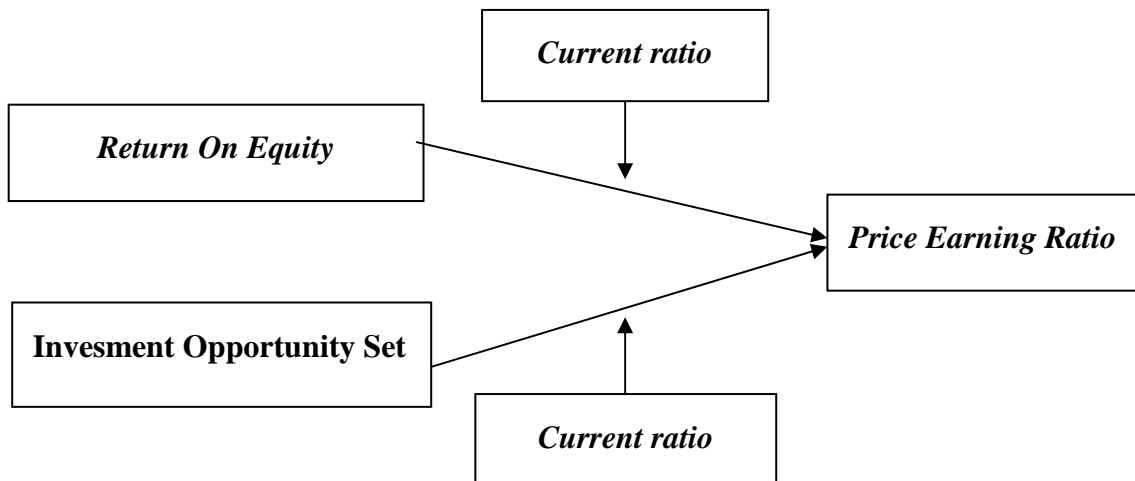 Current ratio
Return On Equity
Price Earning Ratio
Invesment Opportunity Set
Current ratio